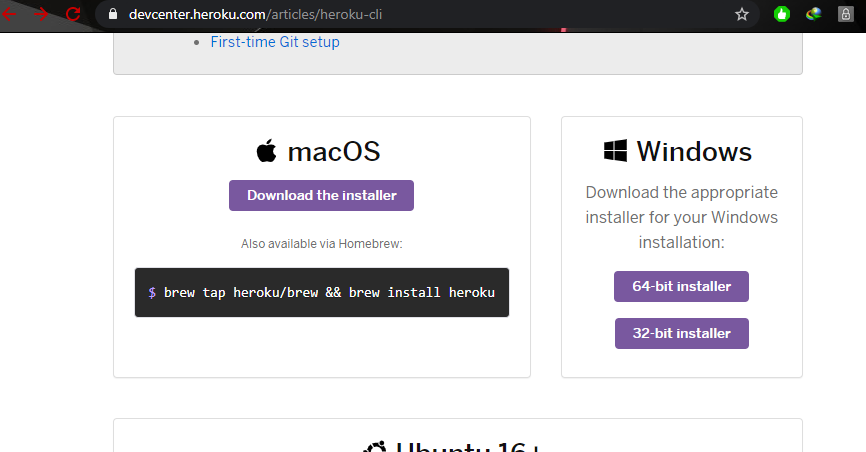 devcenter.heroku.com/articles/heroku-cli
First-time Git setup
macOS
Download the installer
Also available via Homebrew:
$ brew tap heroku/brew && brew install heroku
Windows
Download the appropriate
installer for your Windows
installation:
64-bit installer
32-bit installer
Ubuntu 16+